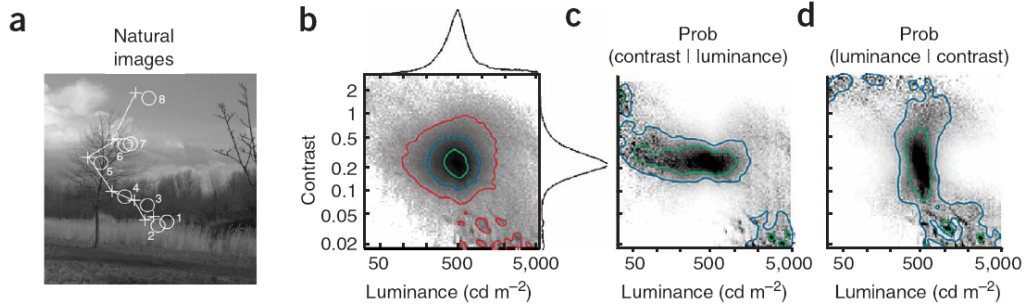 a
Natural
images
8
7
6
5
4
3
1
2
b
Contrast
2
1
0.5
0.2
0.1
0.05
0.02
50 500 5,000
Luminance (cd m⁻²)
c
Prob
(contrast | luminance)
50 500 5,000
Luminance (cd m⁻²)
d
Prob
(luminance | contrast)
50 500 5,000
Luminance (cd m⁻²)